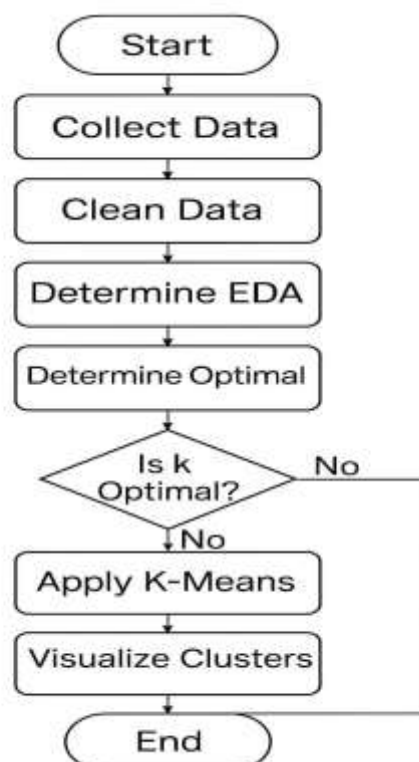 Start
Collect Data
Clean Data
Determine EDA
Determine Optimal
Is k
Optimal?
No
No
Apply K-Means
Visualize Clusters
End